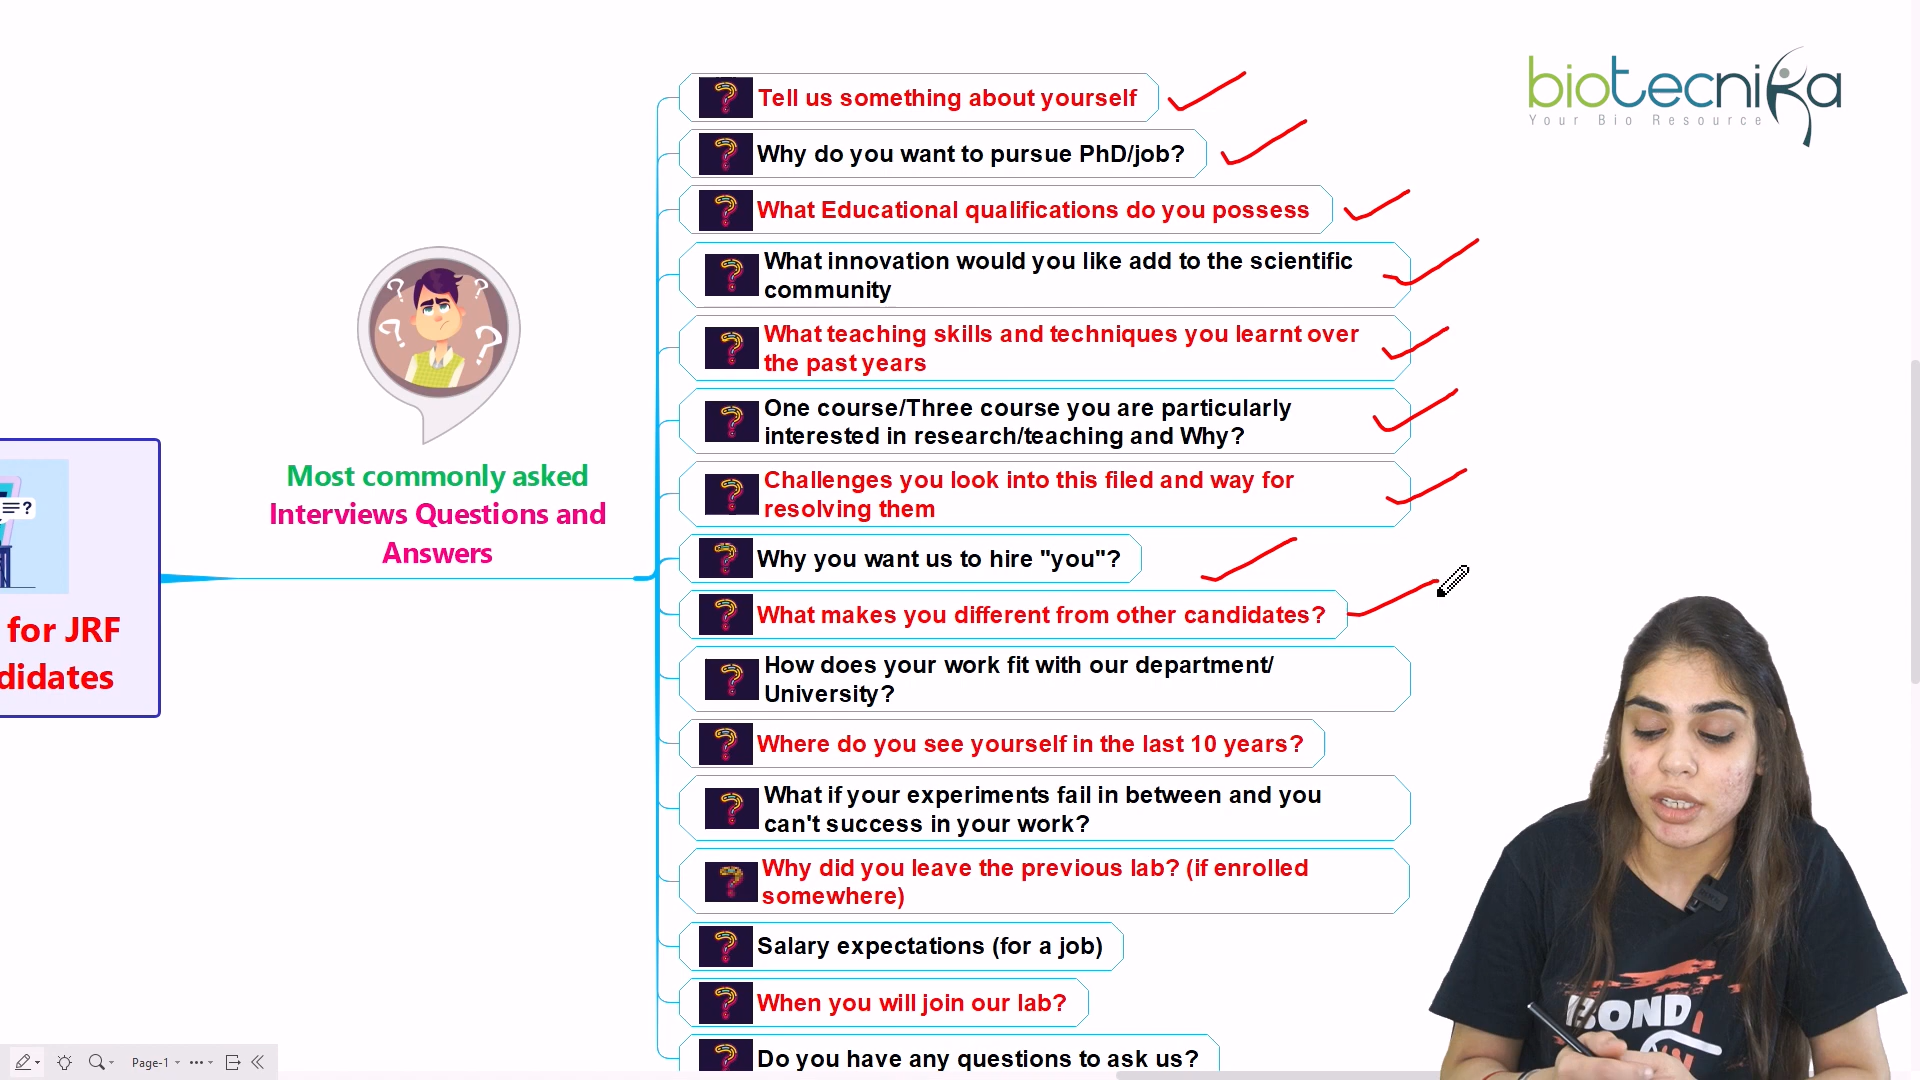 biotecnika
Your Bio Resource
Tell us something about yourself
Why do you want to pursue PhD/job?
What Educational qualifications do you possess
What innovation would you like add to the scientific
community
What teaching skills and techniques you learnt over
the past years
One course/Three course you are particularly
interested in research/teaching and Why?
Challenges you look into this filed and way for
resolving them
Why you want us to hire "you"?
What makes you different from other candidates?
How does your work fit with our department/
University?
Where do you see yourself in the last 10 years?
What if your experiments fail in between and you
can't success in your work?
Why did you leave the previous lab? (if enrolled
somewhere)
Salary expectations (for a job)
When you will join our lab?
Do you have any questions to ask us?
Most commonly asked
Interviews Questions and
Answers
for JRF
didates
Page-1
BOND